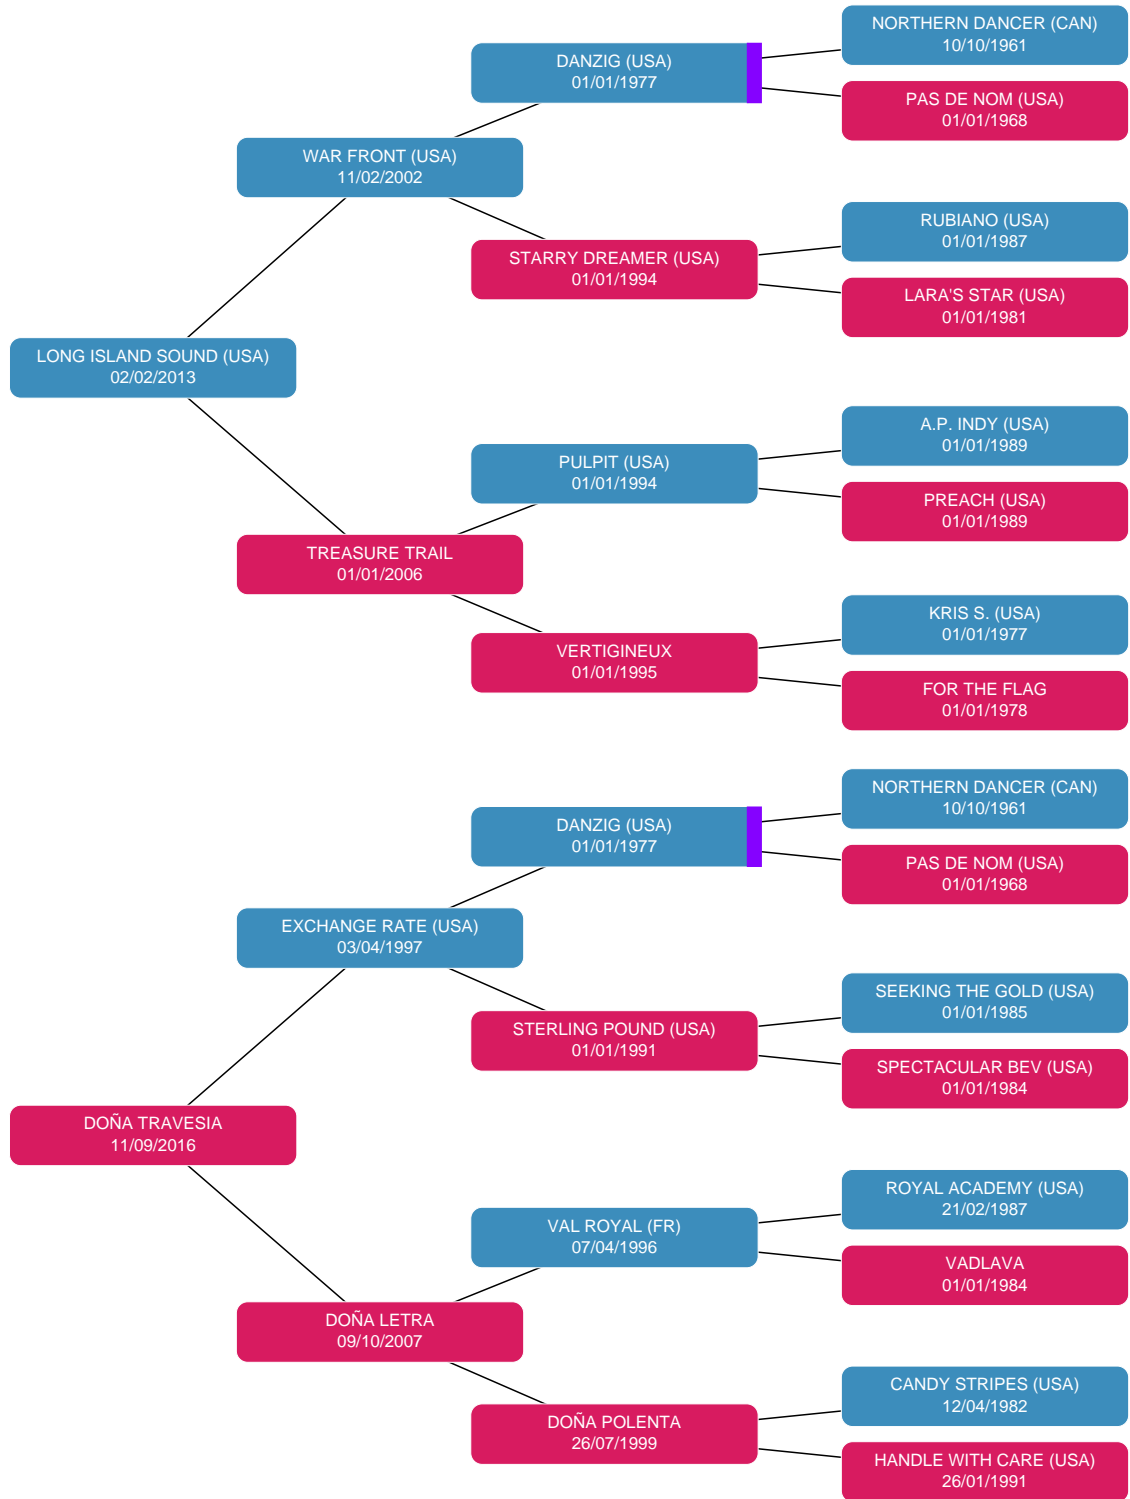 NORTHERN DANCER (CAN)
10/10/1961
DANZIG (USA)
01/01/1977
PAS DE NOM (USA)
01/01/1968
WAR FRONT (USA)
11/02/2002
RUBIANO (USA)
01/01/1987
STARRY DREAMER (USA)
01/01/1994
LARA'S STAR (USA)
01/01/1981
LONG ISLAND SOUND (USA)
02/02/2013
A.P. INDY (USA)
01/01/1989
PULPIT (USA)
01/01/1994
PREACH (USA)
01/01/1989
TREASURE TRAIL
01/01/2006
KRIS S. (USA)
01/01/1977
VERTIGINEUX
01/01/1995
FOR THE FLAG
01/01/1978
NORTHERN DANCER (CAN)
10/10/1961
DANZIG (USA)
01/01/1977
PAS DE NOM (USA)
01/01/1968
EXCHANGE RATE (USA)
03/04/1997
SEEKING THE GOLD (USA)
01/01/1985
STERLING POUND (USA)
01/01/1991
SPECTACULAR BEV (USA)
01/01/1984
DOÑA TRAVESIA
11/09/2016
ROYAL ACADEMY (USA)
21/02/1987
VAL ROYAL (FR)
07/04/1996
VADLAVA
01/01/1984
DOÑA LETRA
09/10/2007
CANDY STRIPES (USA)
12/04/1982
DOÑA POLENTA
26/07/1999
HANDLE WITH CARE (USA)
26/01/1991